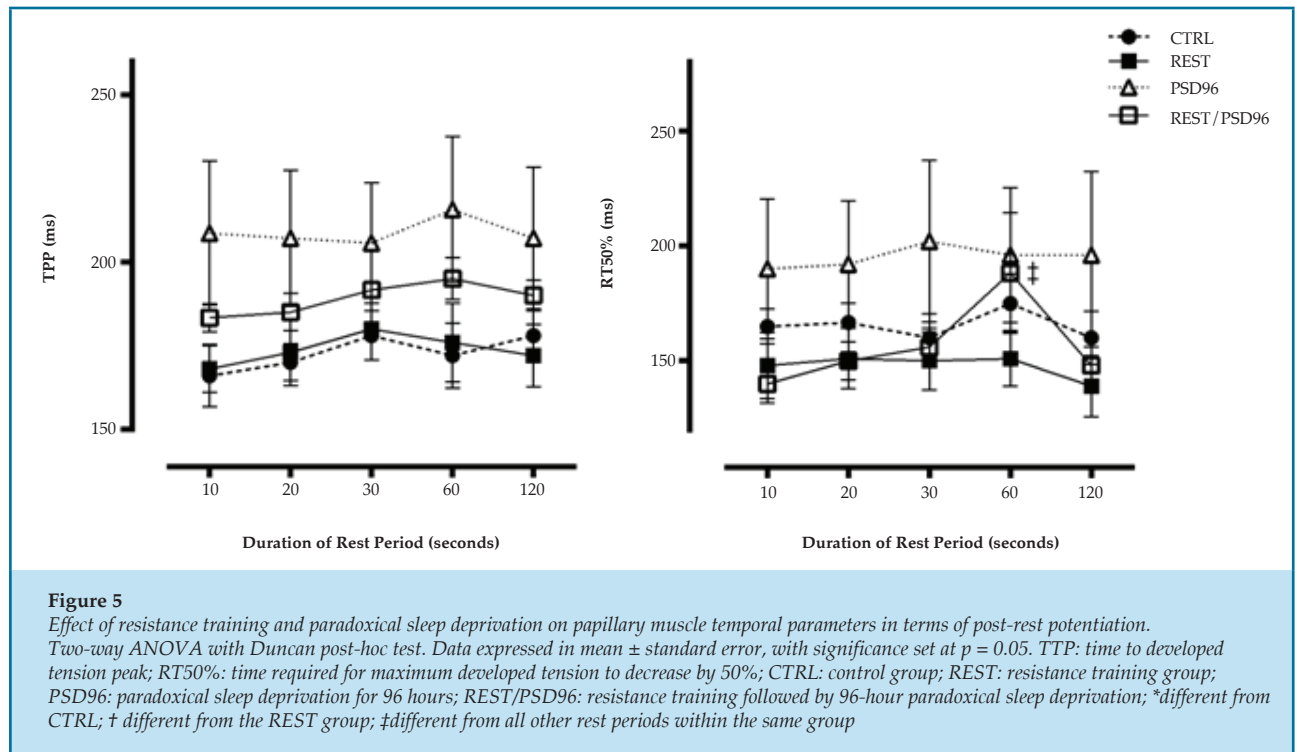 CTRL
REST
PSD96
REST/PSD96
250
200
150
TPP (ms)
10 20 30 60 120
Duration of Rest Period (seconds)
250
200
150
RT50% (ms)
‡
10 20 30 60 120
Duration of Rest Period (seconds)
Figure 5
Effect of resistance training and paradoxical sleep deprivation on papillary muscle temporal parameters in terms of post-rest potentiation.
Two-way ANOVA with Duncan post-hoc test. Data expressed in mean ± standard error, with significance set at p = 0.05. TTP: time to developed
tension peak; RT50%: time required for maximum developed tension to decrease by 50%; CTRL: control group; REST: resistance training group;
PSD96: paradoxical sleep deprivation for 96 hours; REST/PSD96: resistance training followed by 96-hour paradoxical sleep deprivation; *different from
CTRL; † different from the REST group; ‡different from all other rest periods within the same group